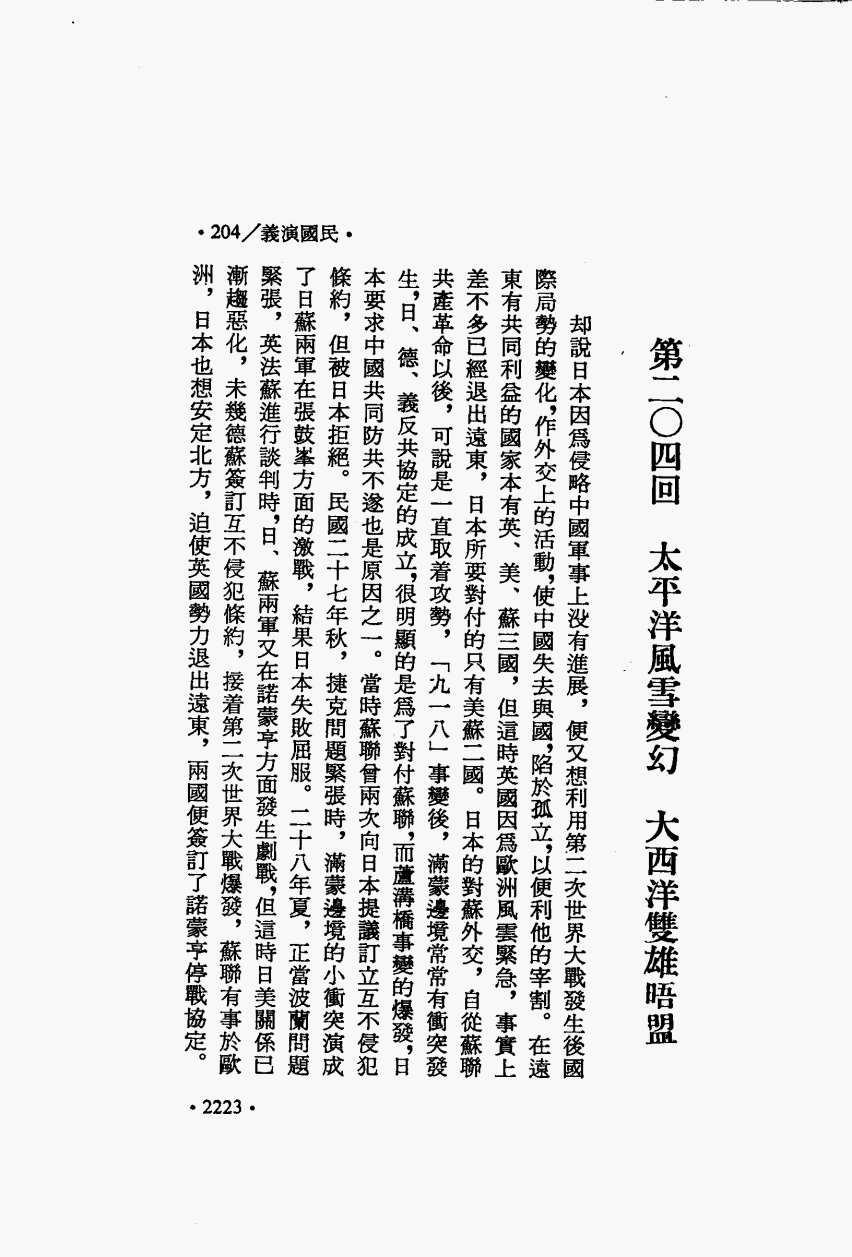 ·204／義演國民·
第二〇四回　太平洋風雪變幻　大西洋雙雄晤盟
却說日本因爲侵略中國軍事上没有進展，便又想利用第二次世界大戰發生後國
際局勢的變化，作外交上的活動，使中國失去與國，陷於孤立，以便利他的宰割。在遠
東有共同利益的國家本有英、美、蘇三國，但這時英國因爲歐洲風雲緊急，事實上
差不多已經退出遠東，日本所要對付的只有美蘇二國。日本的對蘇外交，自從蘇聯
共產革命以後，可說是一直取着攻勢，「九一八」事變後，滿蒙邊境常常有衝突發
生，日、德、義反共協定的成立，很明顯的是爲了對付蘇聯，而蘆溝橋事變的爆發，日
本要求中國共同防共不遂也是原因之一。當時蘇聯曾兩次向日本提議訂立互不侵犯
條約，但被日本拒絕。民國二十七年秋，捷克問題緊張時，滿蒙邊境的小衝突演成
了日蘇兩軍在張鼓峯方面的激戰，結果日本失敗屈服。二十八年夏，正當波蘭問題
緊張，英法蘇進行談判時，日、蘇兩軍又在諾蒙亨方面發生劇戰，但這時日美關係已
漸趨惡化，未幾德蘇簽訂互不侵犯條約，接着第二次世界大戰爆發，蘇聯有事於歐
洲，日本也想安定北方，迫使英國勢力退出遠東，兩國便簽訂了諾蒙亨停戰協定。
·2223·